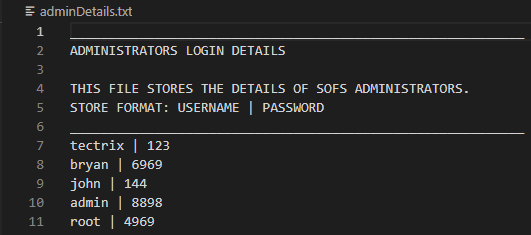 adminDetails.txt
1 ________________________________________________________________
2 ADMINISTRATORS LOGIN DETAILS
3
4 THIS FILE STORES THE DETAILS OF SOFS ADMINISTRATORS.
5 STORE FORMAT: USERNAME | PASSWORD
6 ________________________________________________________________
7 tectrix | 123
8 bryan | 6969
9 john | 144
10 admin | 8898
11 root | 4969